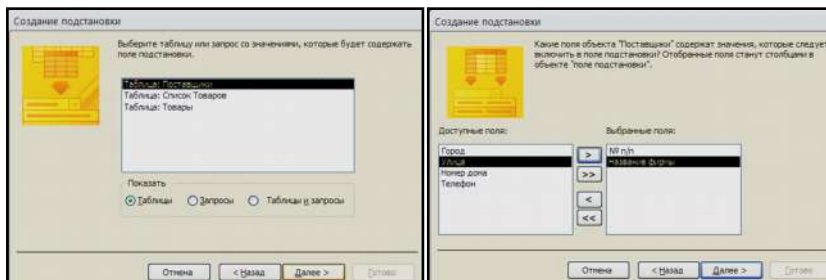 Создание подстановки
Выберите таблицу или запрос со значениями, которые будет содержать
поле подстановки.
Таблица: Поставщики
Таблица: Список Товаров
Таблица: Товары
Показать
Таблицы
Запросы
Таблицы и запросы
Отмена
< Назад
Далее >
Готово
Создание подстановки
Какие поля объекта "Поставщики" содержат значения, которые следует
включить в поле подстановки? Отобранные поля станут столбцами в
объекте "поле подстановки".
Доступные поля:
Город
Улица
Номер дома
Телефон
>
>>
<
<<
Выбранные поля:
№ п/п
Название фирмы
Отмена
< Назад
Далее >
Готово